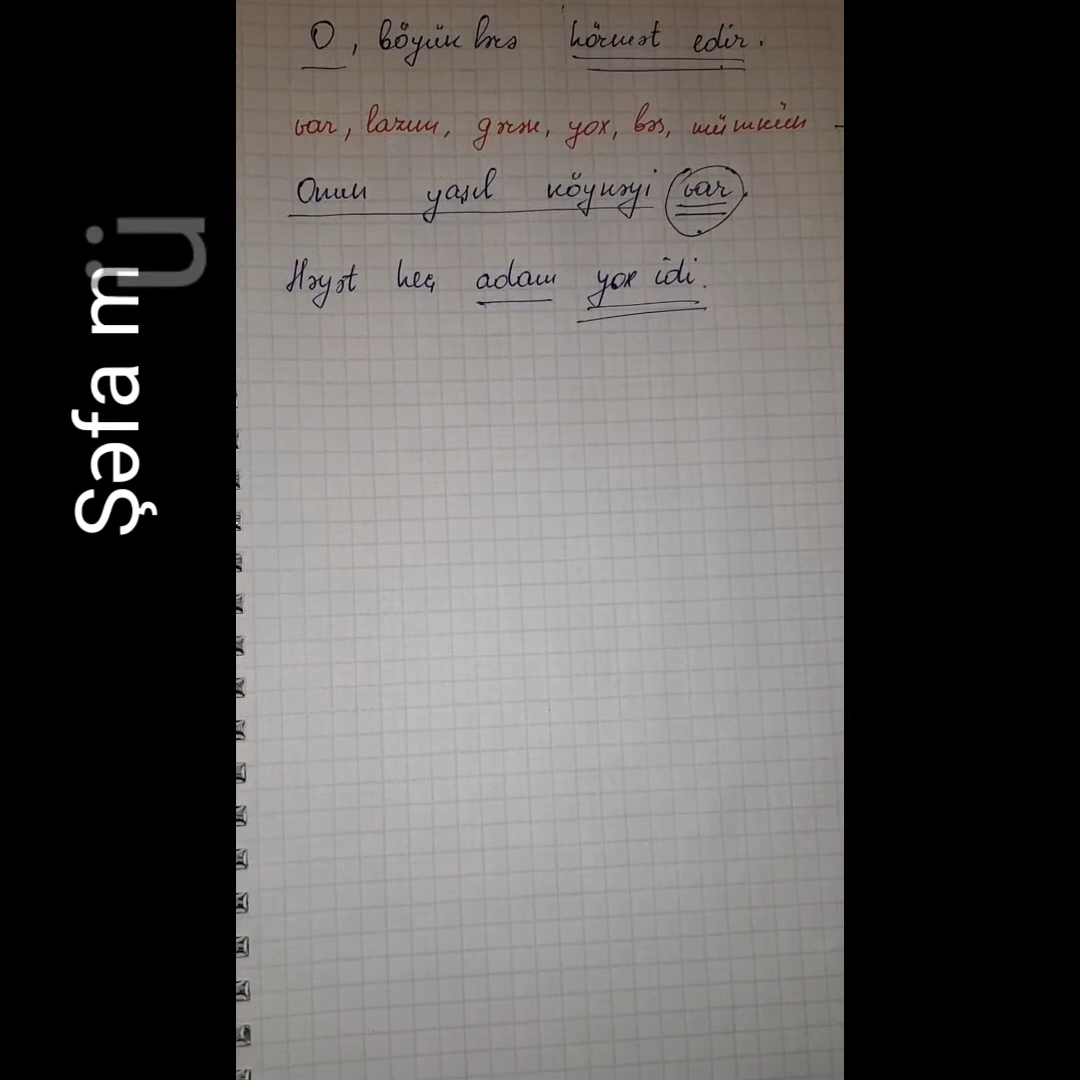 O, böyüklərə hörmət edir.
var, lazım, gərək, yox, bəs, mümkün -
Onun yaşıl köynəyi var.
Həyət heç adam yox idi.
Şəfa m
ü